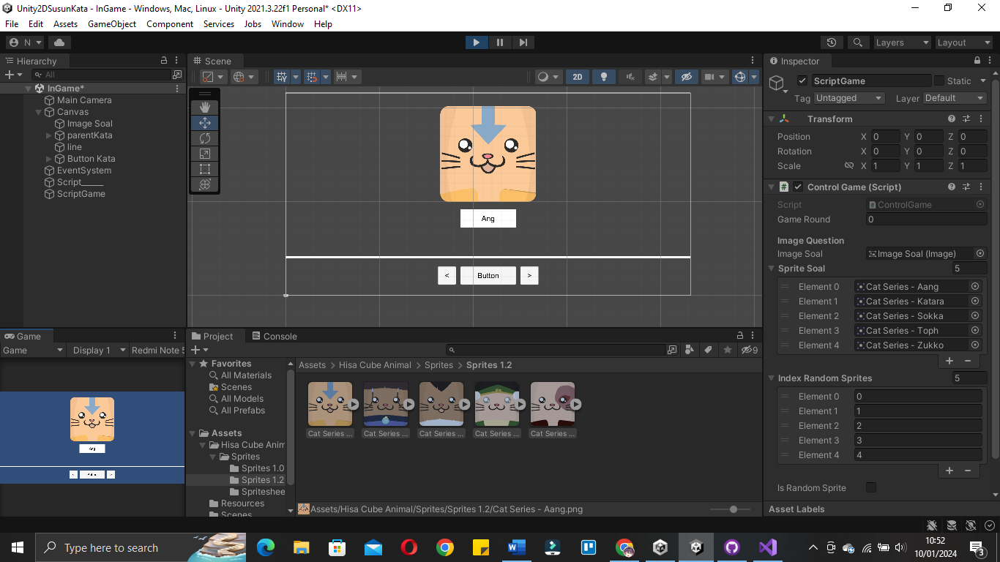 Unity2DSusunKata - InGame - Windows, Mac, Linux - Unity 2021.3.22f1 Personal* <DX11>
File Edit Assets GameObject Component Services Jobs Window Help
N Layers Layout
Hierarchy
All
InGame*
Main Camera
Canvas
Image Soal
parentKata
line
Button Kata
EventSystem
Script_____
ScriptGame
Scene
2D
Ang
< Button >
Inspector
ScriptGame Static
Tag Untagged Layer Default
Transform
Position X 0 Y 0 Z 0
Rotation X 0 Y 0 Z 0
Scale X 1 Y 1 Z 1
Control Game (Script)
Script ControlGame
Game Round 0
Image Question
Image Soal Image Soal (Image)
Sprite Soal 5
Element 0 Cat Series - Aang
Element 1 Cat Series - Katara
Element 2 Cat Series - Sokka
Element 3 Cat Series - Toph
Element 4 Cat Series - Zukko
+ −
Index Random Sprites 5
Element 0 0
Element 1 1
Element 2 2
Element 3 3
Element 4 4
+ −
Is Random Sprite
Asset Labels
Game
Game Display 1 Redmi Note 5
Ang
Project Console
9
Favorites
All Materials
Scenes
All Models
All Prefabs
Assets
Hisa Cube Anim
Sprites
Sprites 1.0
Sprites 1.2
Spriteshee
Resources
Scenes
Assets > Hisa Cube Animal > Sprites > Sprites 1.2
Cat Series ... Cat Series ... Cat Series ... Cat Series ... Cat Series ...
Assets/Hisa Cube Animal/Sprites/Sprites 1.2/Cat Series - Aang.png
Type here to search
10:52
10/01/2024
3